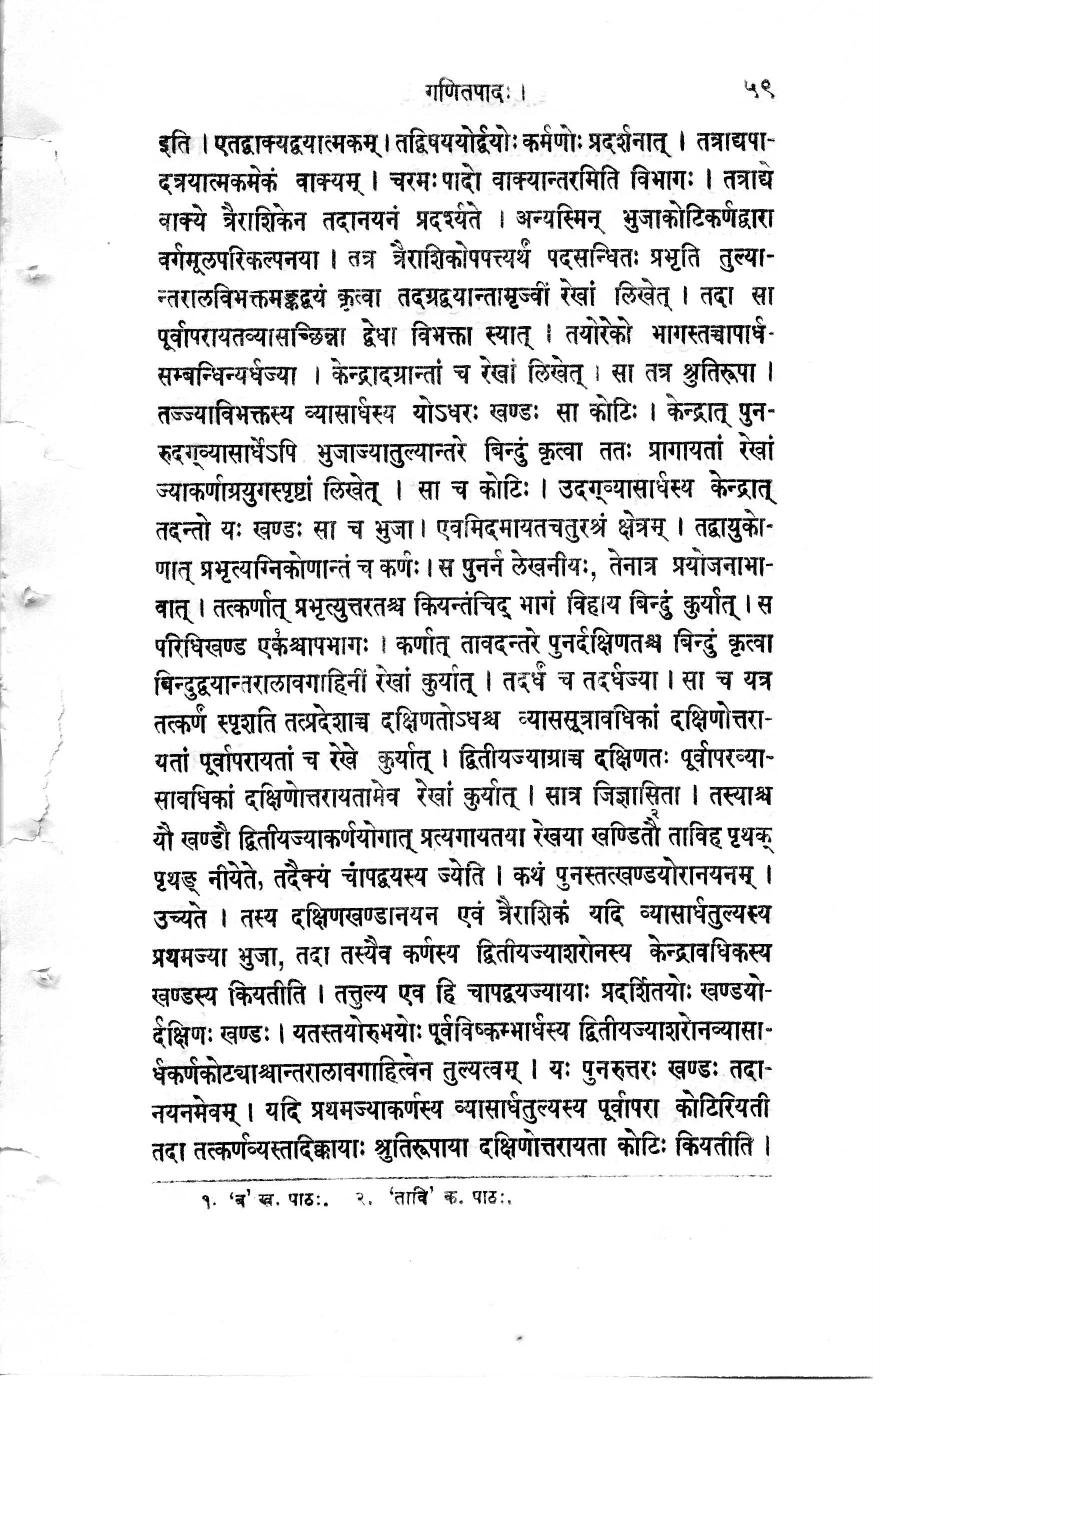 गणितपादः ।
५९
इति । एतद्वाक्यद्वयात्मकम् । तद्विषययोर्द्वयोः कर्मणोः प्रदर्शनात् । तत्राद्यपा-
दत्रयात्मकमेकं वाक्यम् । चरमः पादो वाक्यान्तरमिति विभागः । तत्राद्ये
वाक्ये त्रैराशिकेन तदानयनं प्रदर्श्यते । अन्यस्मिन् भुजाकोटिकर्णद्वारा
वर्गमूलपरिकल्पनया । तत्र त्रैराशिकोपपत्त्यर्थं पदसन्धितः प्रभृति तुल्या-
न्तरालविभक्तमङ्कद्वयं कृत्वा तदग्रद्वयान्तामृज्वीं रेखां लिखेत् । तदा सा
पूर्वापरायतव्यासच्छिन्ना द्वेधा विभक्ता स्यात् । तयोरेको भागस्तच्चापार्ध-
सम्बन्धिन्यर्धज्या । केन्द्रादग्रान्तां च रेखां लिखेत् । सा तत्र श्रुतिरूपा ।
तज्ज्याविभक्तस्य व्यासार्धस्य योऽधरः खण्डः सा कोटिः । केन्द्रात् पुन-
रुदग्व्यासार्धेऽपि भुजाज्यातुल्यान्तरे बिन्दुं कृत्वा ततः प्रागायतां रेखां
ज्याकर्णाग्रयुगस्पृष्टां लिखेत् । सा च कोटिः । उदग्व्यासार्धस्य केन्द्रात्
तदन्तो यः खण्डः सा च भुजा । एवमिदमायतचतुरश्रं क्षेत्रम् । तद्वायुको-
णात् प्रभृत्यग्निकोणान्तं च कर्णः । स पुनर्न लेखनीयः, तेनात्र प्रयोजनाभा-
वात् । तत्कर्णात् प्रभृत्युत्तरतश्च कियन्तंचिद् भागं विहाय बिन्दुं कुर्यात् । स
परिधिखण्ड एकश्चापभागः । कर्णात् तावदन्तरे पुनर्दक्षिणतश्च बिन्दुं कृत्वा
बिन्दुद्वयान्तरालावगाहिनीं रेखां कुर्यात् । तदर्धं च तदर्धज्या । सा च यत्र
तत्कर्णं स्पृशति तत्प्रदेशाच्च दक्षिणतोऽधश्च व्याससूत्रावधिकां दक्षिणोत्तरा-
यतां पूर्वापरायतां च रेखे कुर्यात् । द्वितीयज्याग्राच्च दक्षिणतः पूर्वापरव्या-
सावधिकां दक्षिणोत्तरायतामेव रेखां कुर्यात् । सात्र जिज्ञासिता । तस्याश्च
यौ खण्डौ द्वितीयज्याकर्णयोगात् प्रत्यगायतया रेखया खण्डितौ२ ताविह पृथक्
पृथङ् नीयेते, तदैक्यं चापद्वयस्य ज्येति । कथं पुनस्तत्खण्डयोरानयनम् ।
उच्यते । तस्य दक्षिणखण्डानयन एवं त्रैराशिकं यदि व्यासार्धतुल्यस्य
प्रथमज्या भुजा, तदा तस्यैव कर्णस्य द्वितीयज्याशरोनस्य केन्द्रावधिकस्य
खण्डस्य कियतीति । तत्तुल्य एव हि चापद्वयज्यायाः प्रदर्शितयोः खण्डयो-
र्दक्षिणः खण्डः । यतस्तयोरुभयोः पूर्वविष्कम्भार्धस्य द्वितीयज्याशरोनव्यासा-
र्धकर्णकोट्याश्चान्तरालावगाहित्वेन तुल्यत्वम् । यः पुनरुत्तरः खण्डः तदा-
नयनमेवम् । यदि प्रथमज्याकर्णस्य व्यासार्धतुल्यस्य पूर्वापरा कोटिरियती
तदा तत्कर्णव्यस्तदिक्कायाः श्रुतिरूपाया दक्षिणोत्तरायता कोटिः कियतीति ।
१. ‘ब’ ख. पाठः. २. ‘तावि’ क. पाठः.